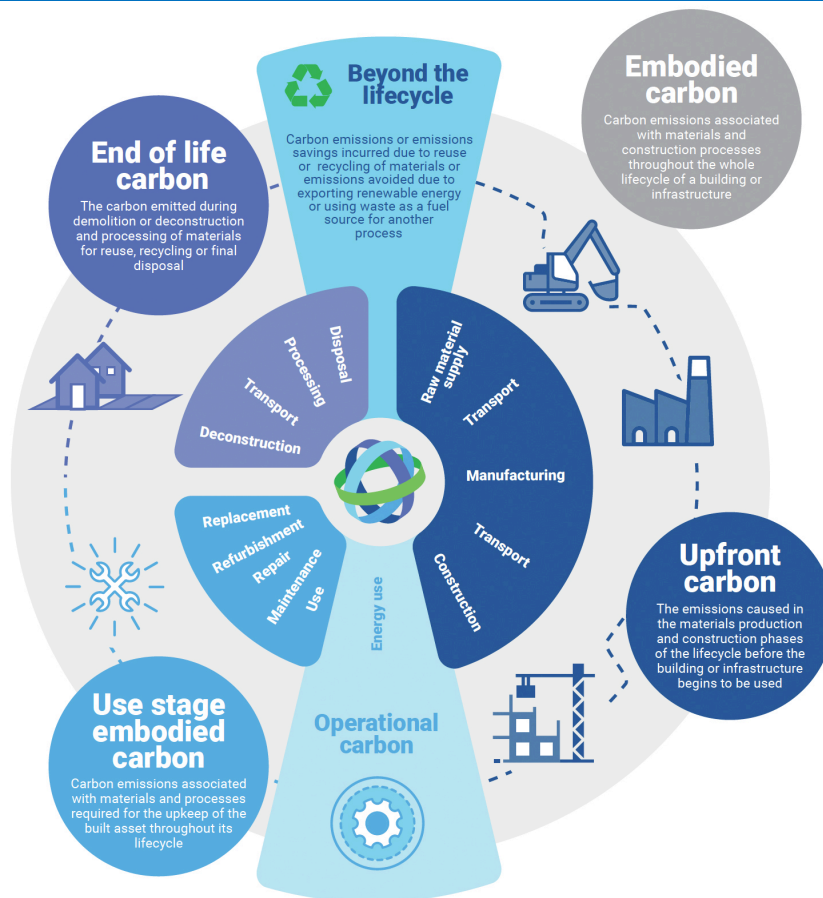 Beyond the
lifecycle
Carbon emissions or emissions
savings incurred due to reuse
or recycling of materials or
emissions avoided due to
exporting renewable energy
or using waste as a fuel
source for another
process
Embodied
carbon
Carbon emissions associated
with materials and
construction processes
throughout the whole
lifecycle of a building or
infrastructure
End of life
carbon
The carbon emitted during
demolition or deconstruction
and processing of materials
for reuse, recycling or final
disposal
Disposal
Processing
Transport
Deconstruction
Raw material
supply
Transport
Manufacturing
Transport
Construction
Replacement
Refurbishment
Repair
Maintenance
Use
Energy use
Upfront
carbon
The emissions caused in
the materials production
and construction phases
of the lifecycle before the
building or infrastructure
begins to be used
Use stage
embodied
carbon
Carbon emissions associated
with materials and processes
required for the upkeep of the
built asset throughout its
lifecycle
Operational
carbon